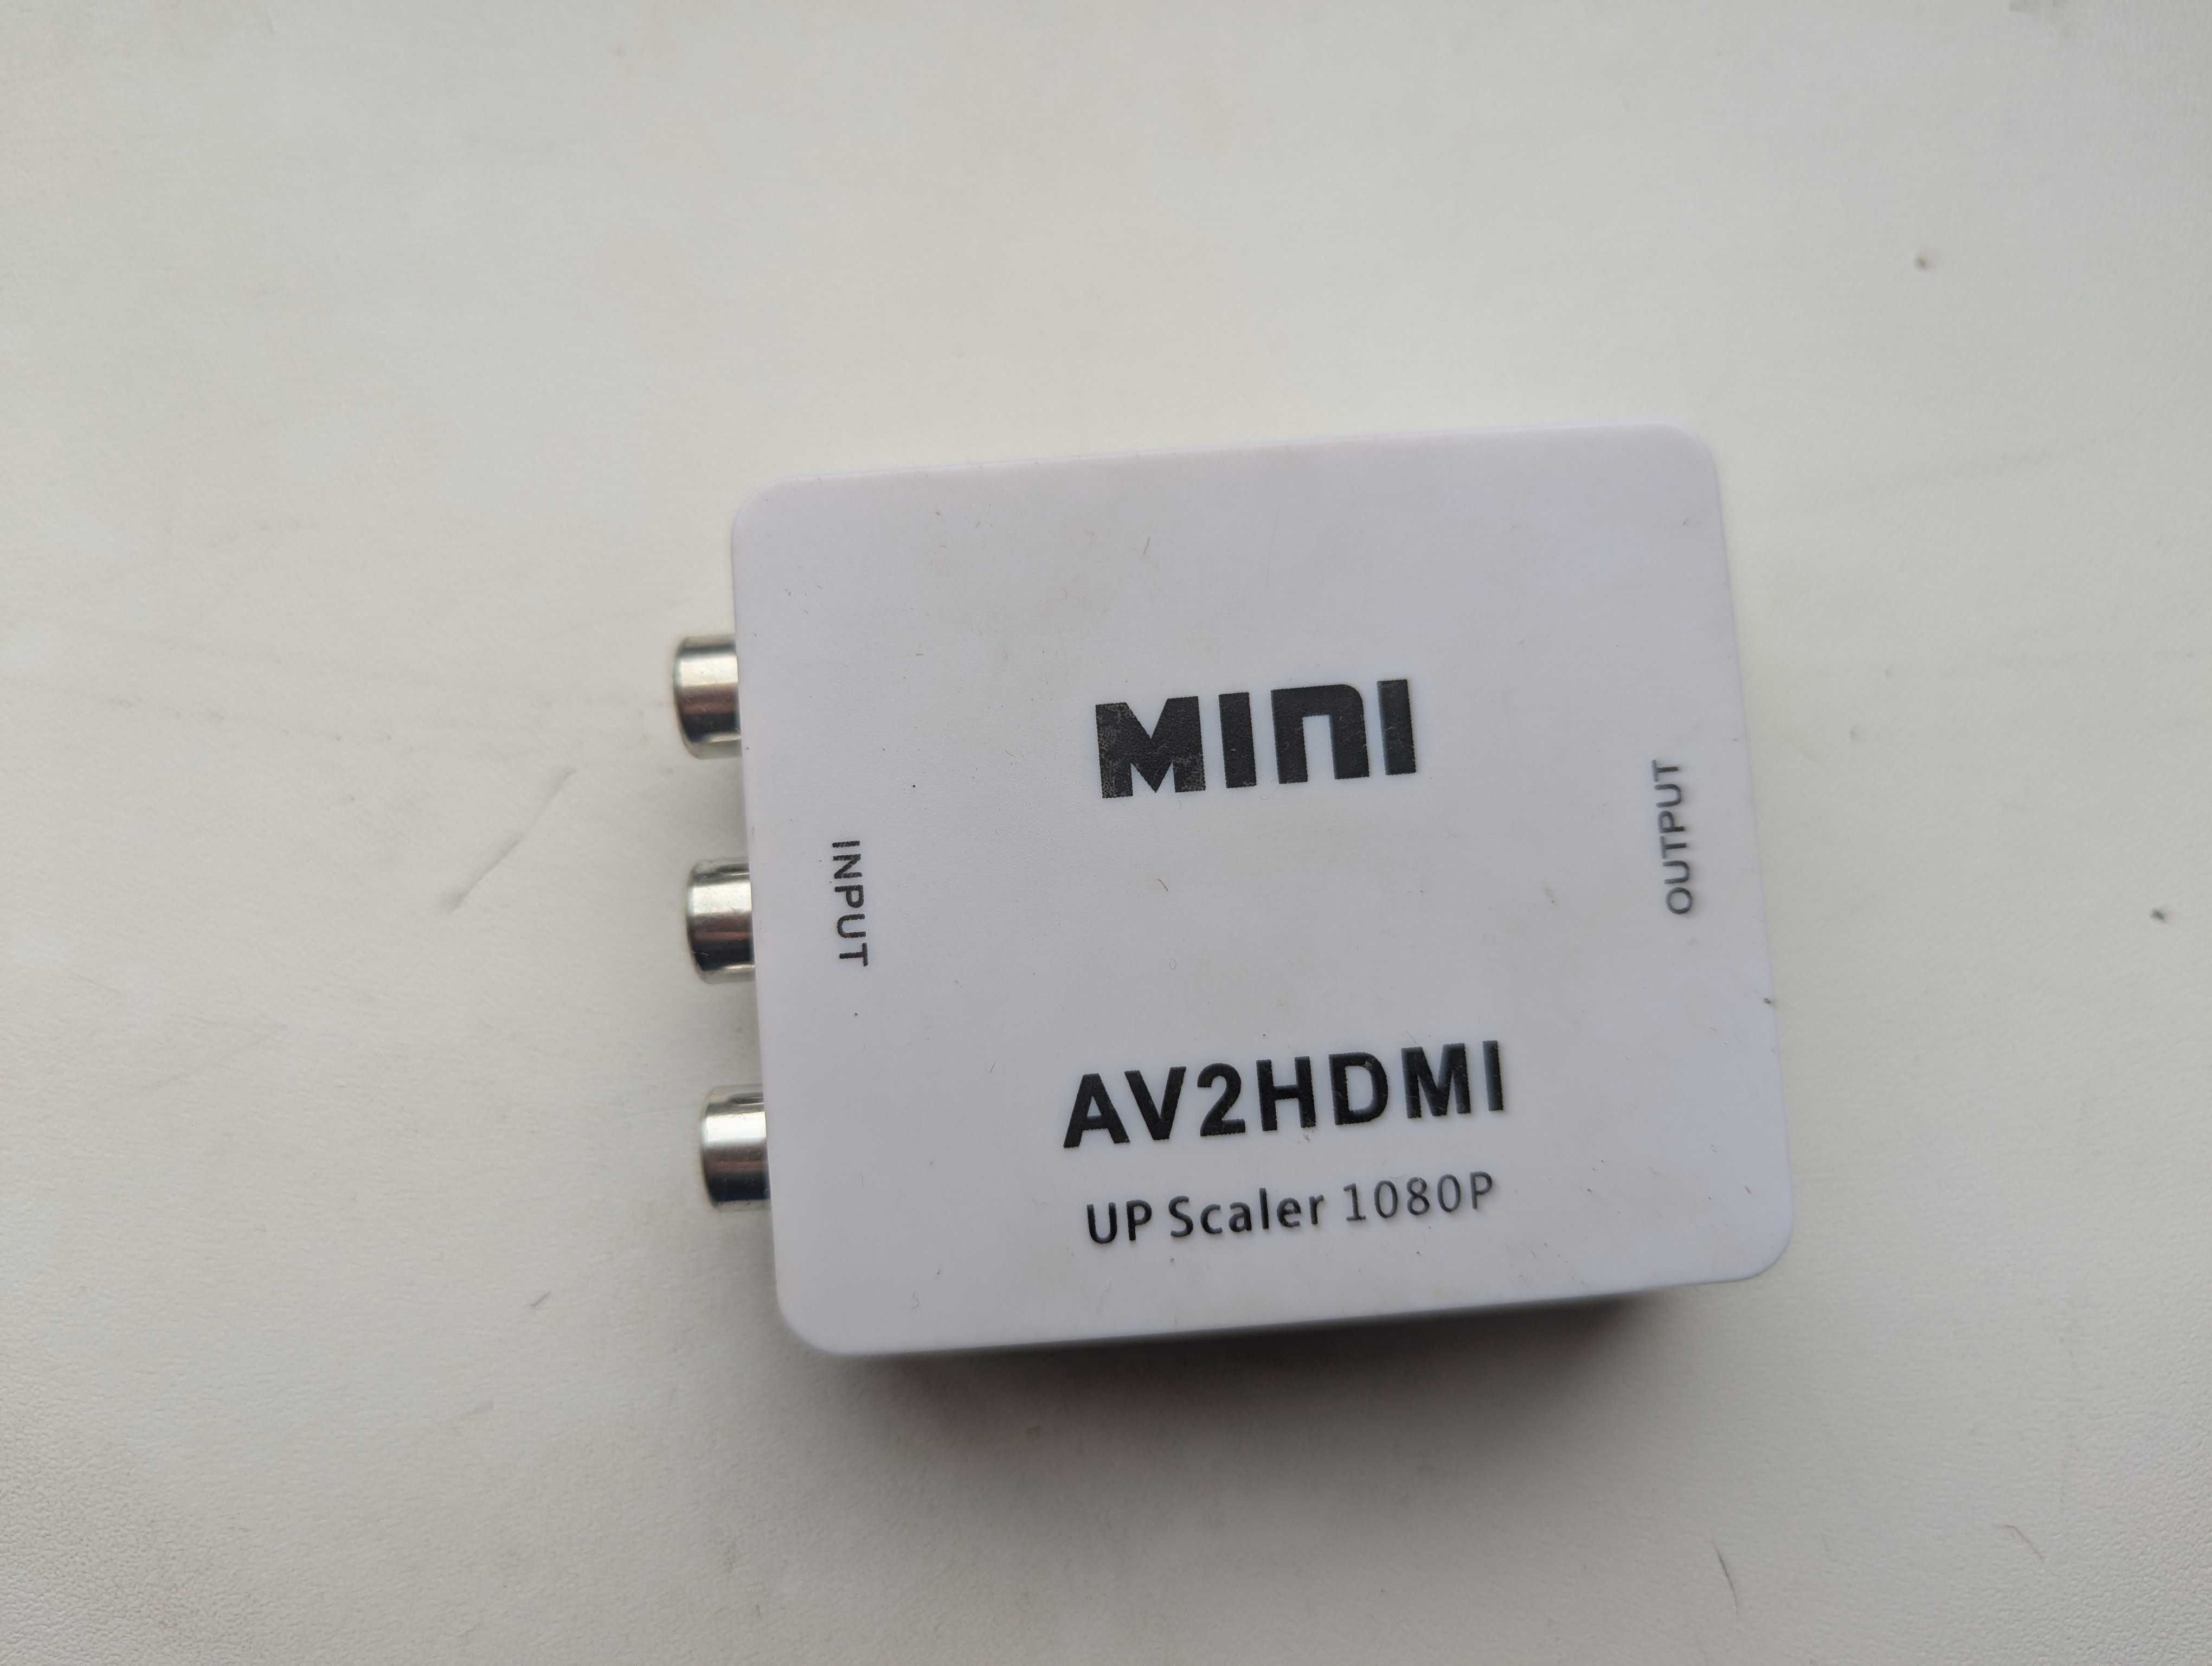 MINI
INPUT
OUTPUT
AV2HDMI
UP Scaler 1080P